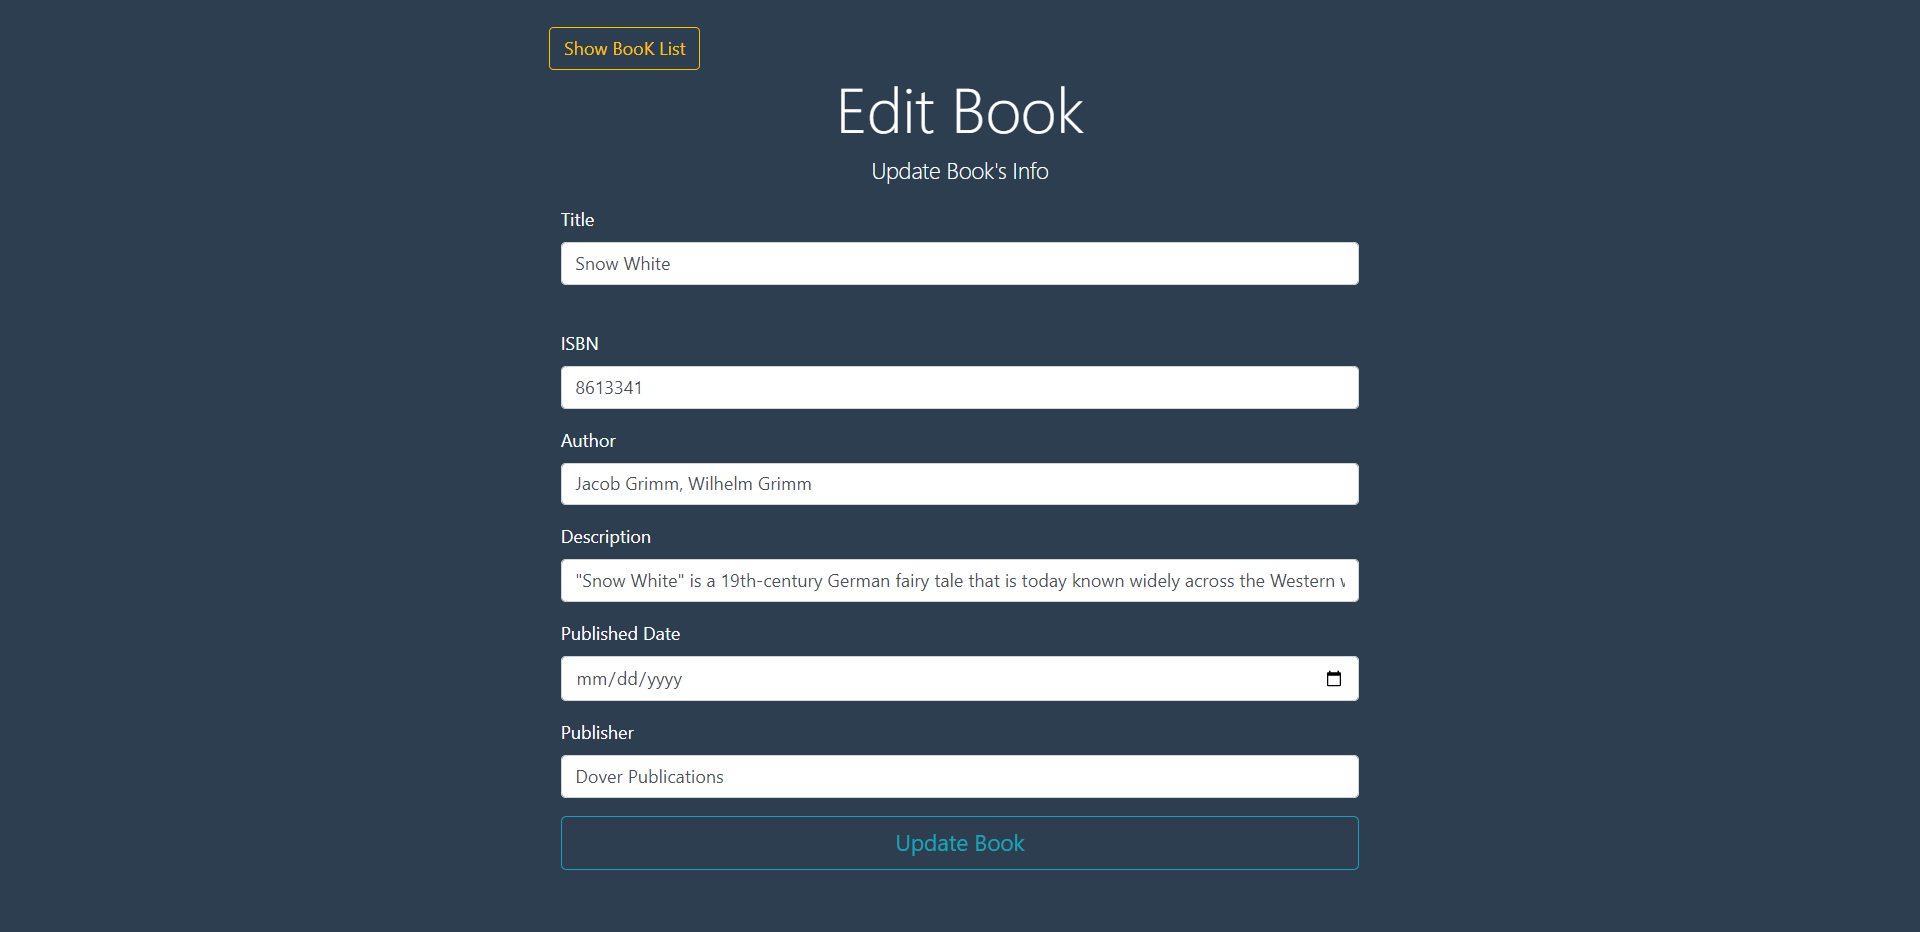 Show BooK List
Edit Book
Update Book's Info
Title
Snow White
ISBN
8613341
Author
Jacob Grimm, Wilhelm Grimm
Description
"Snow White" is a 19th-century German fairy tale that is today known widely across the Western
Published Date
mm/dd/yyyy
Publisher
Dover Publications
Update Book